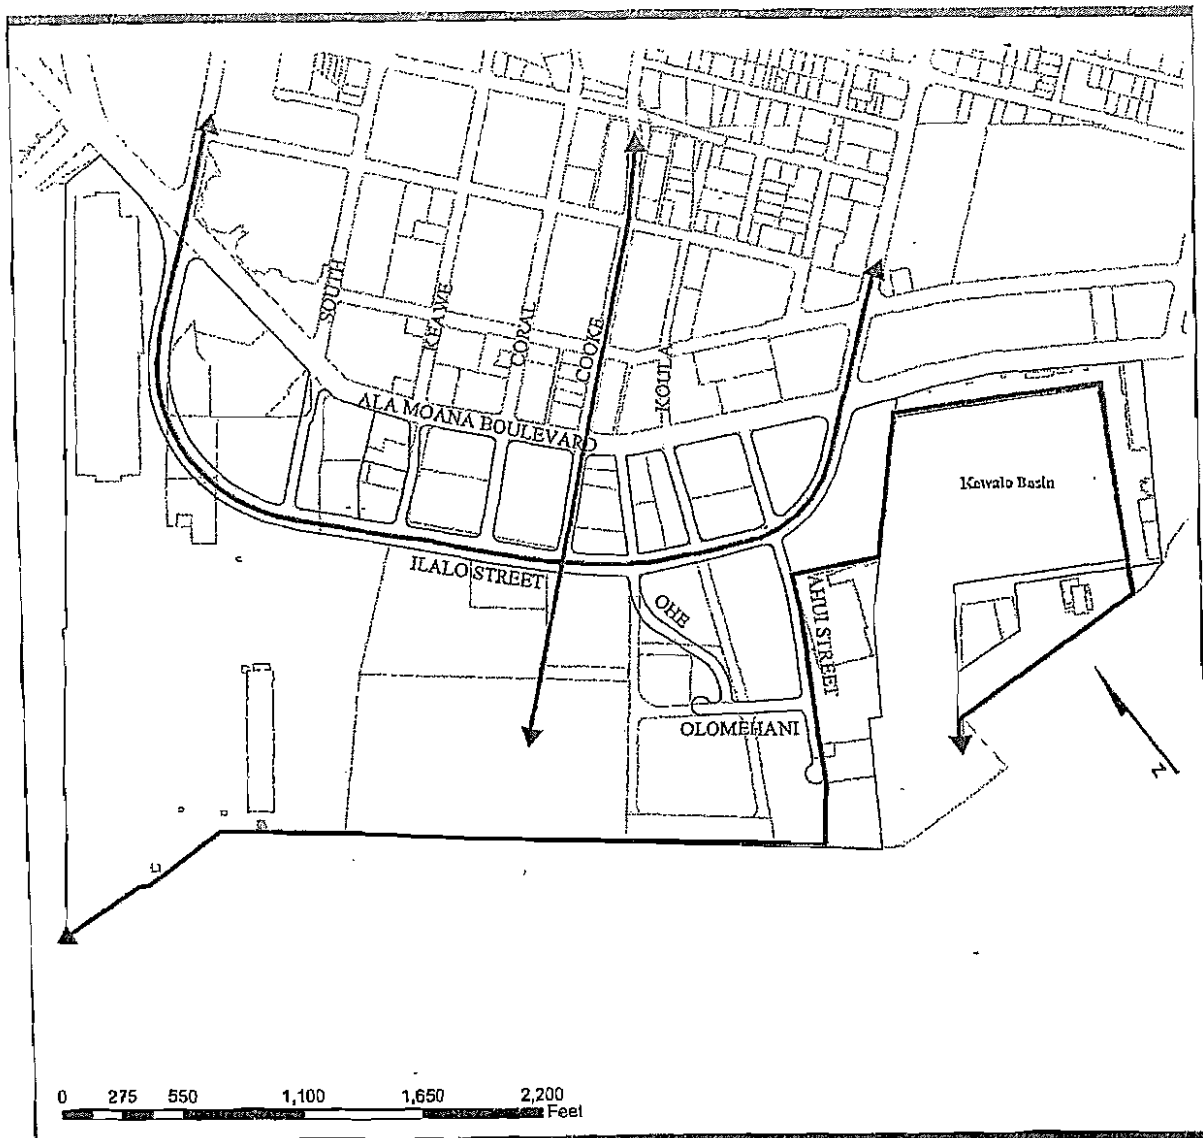 SOUTH
KEAWE
CORAL
COOKE
KOULA
ALA MOANA BOULEVARD
Kewalo Basin
ILALO STREET
OHE
AHUI STREET
OLOMEHANI
N
0 275 550 1,100 1,650 2,200
Feet